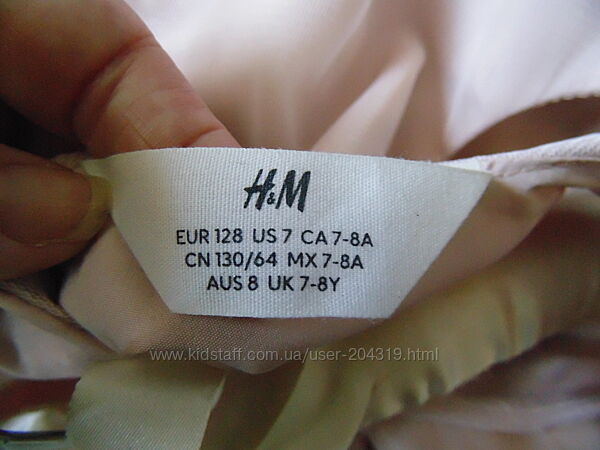 H&M
EUR 128 US 7 CA 7-8A
CN 130/64 MX 7-8A
AUS 8 UK 7-8Y
www.kidstaff.com.ua/user-204319.html